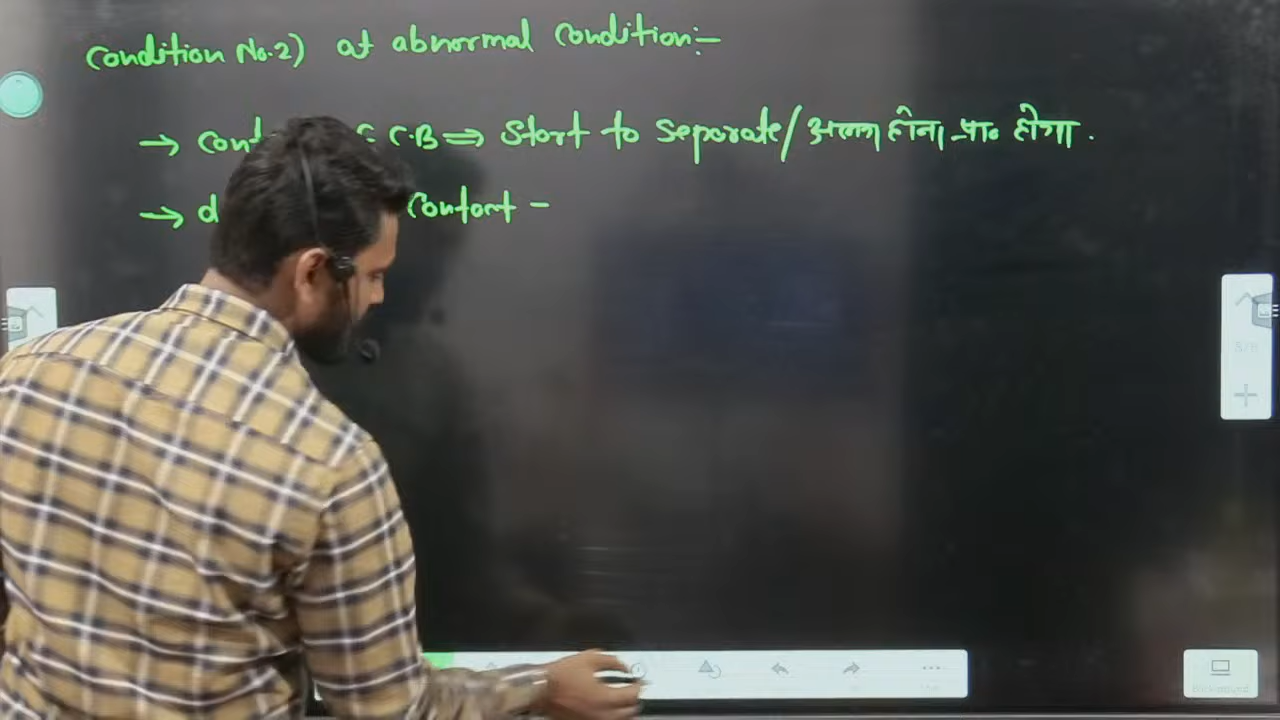 Condition No.2) at abnormal condition:-
→ C.B ⇒ Start to Separate/अलग होना प्रा० होगा.
→ Contact -